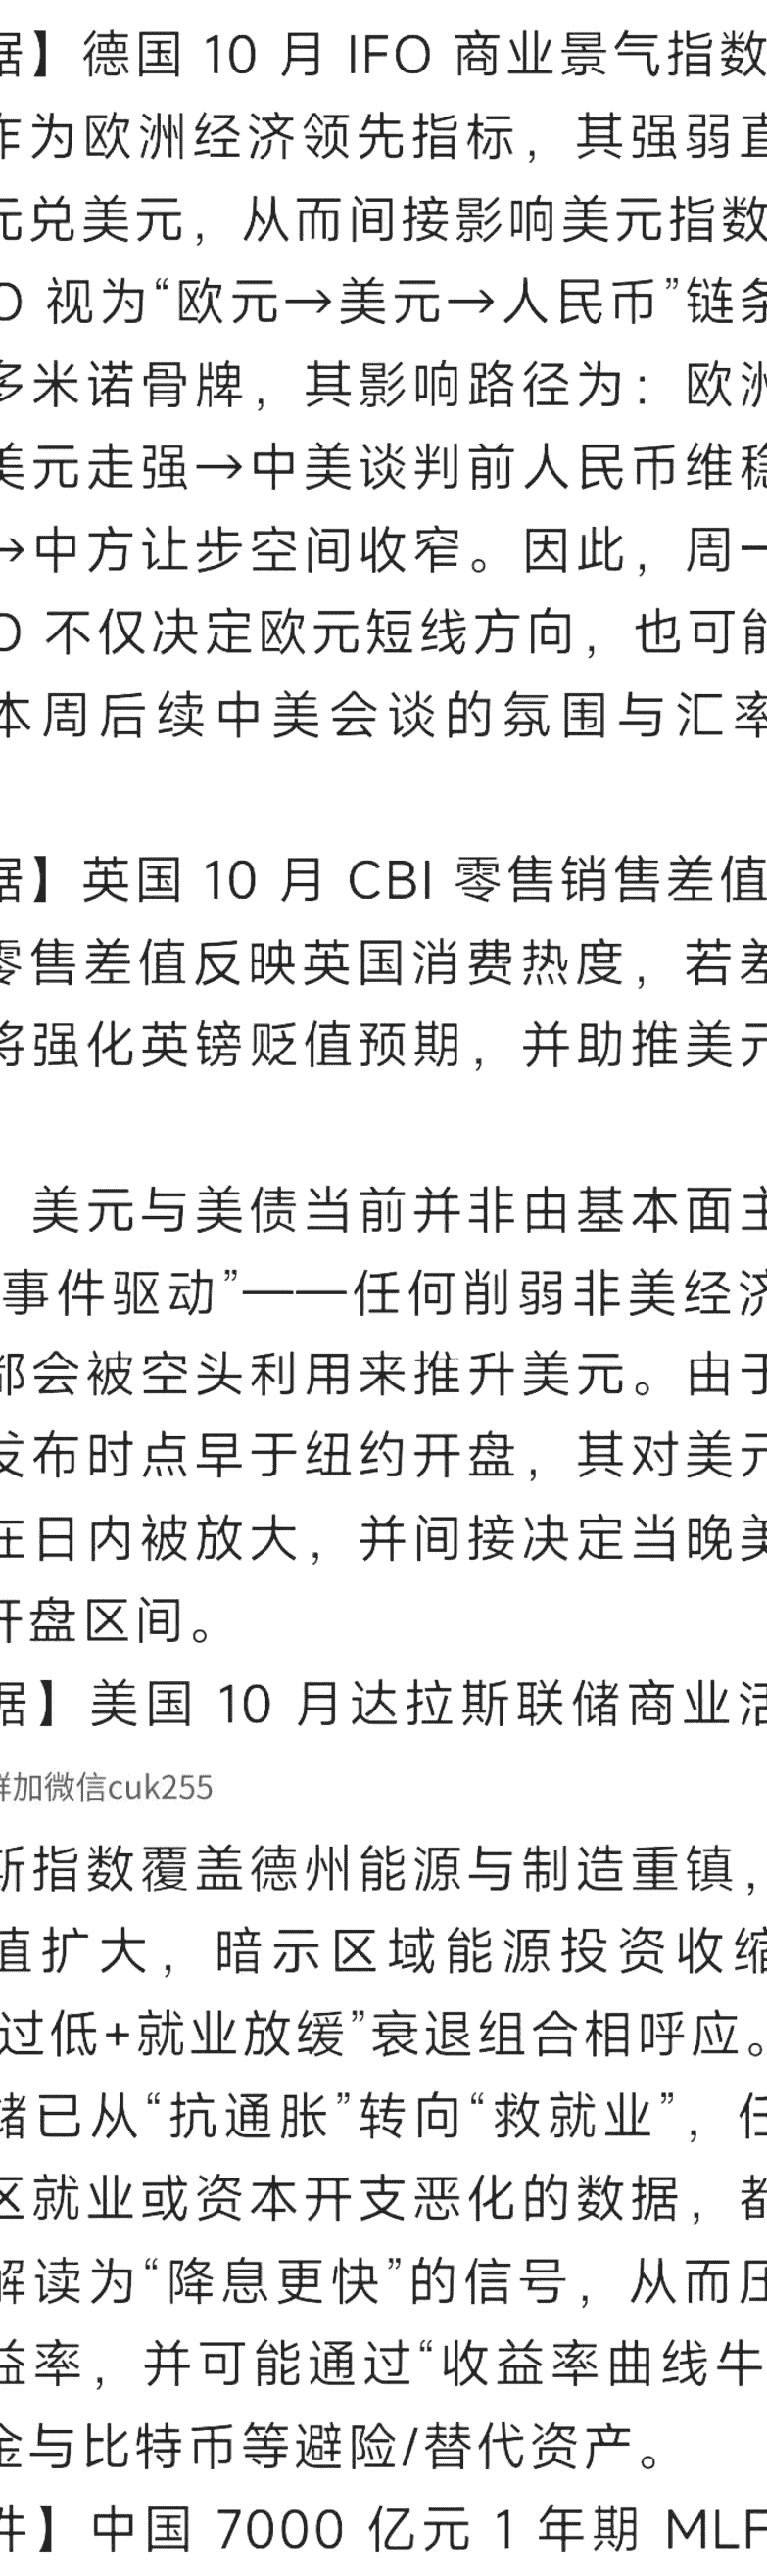 据】德国 10 月 IFO 商业景气指数
作为欧洲经济领先指标，其强弱直
元兑美元，从而间接影响美元指数
O 视为“欧元→美元→人民币”链条
多米诺骨牌，其影响路径为：欧洲
美元走强→中美谈判前人民币维稳
→中方让步空间收窄。因此，周一
O 不仅决定欧元短线方向，也可能
本周后续中美会谈的氛围与汇率
据】英国 10 月 CBI 零售销售差值
零售差值反映英国消费热度，若差
将强化英镑贬值预期，并助推美元
美元与美债当前并非由基本面主
“事件驱动”——任何削弱非美经济
都会被空头利用来推升美元。由于
发布时点早于纽约开盘，其对美元
在日内被放大，并间接决定当晚美
开盘区间。
据】美国 10 月达拉斯联储商业活
群加微信cuk255
斯指数覆盖德州能源与制造重镇，
值扩大，暗示区域能源投资收缩
过低+就业放缓”衰退组合相呼应。
储已从“抗通胀”转向“救就业”，任
区就业或资本开支恶化的数据，都
解读为“降息更快”的信号，从而压
益率，并可能通过“收益率曲线牛
金与比特币等避险/替代资产。
件】中国 7000 亿元 1 年期 MLF